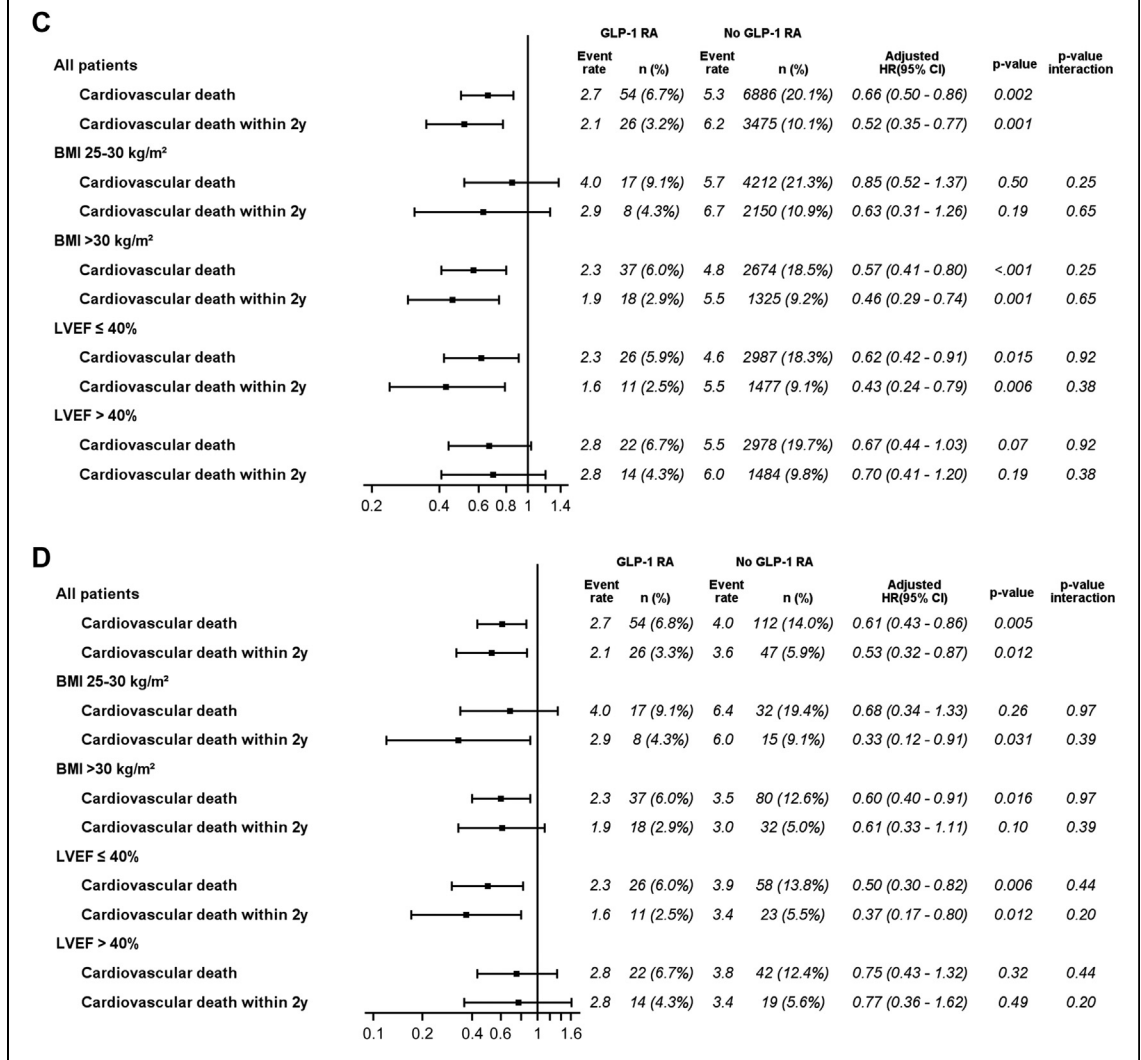 C
GLP-1 RA No GLP-1 RA
Event rate n (%) Event rate n (%) Adjusted HR(95% CI) p-value p-value interaction
All patients
Cardiovascular death 2.7 54 (6.7%) 5.3 6886 (20.1%) 0.66 (0.50 - 0.86) 0.002
Cardiovascular death within 2y 2.1 26 (3.2%) 6.2 3475 (10.1%) 0.52 (0.35 - 0.77) 0.001
BMI 25-30 kg/m²
Cardiovascular death 4.0 17 (9.1%) 5.7 4212 (21.3%) 0.85 (0.52 - 1.37) 0.50 0.25
Cardiovascular death within 2y 2.9 8 (4.3%) 6.7 2150 (10.9%) 0.63 (0.31 - 1.26) 0.19 0.65
BMI >30 kg/m²
Cardiovascular death 2.3 37 (6.0%) 4.8 2674 (18.5%) 0.57 (0.41 - 0.80) <.001 0.25
Cardiovascular death within 2y 1.9 18 (2.9%) 5.5 1325 (9.2%) 0.46 (0.29 - 0.74) 0.001 0.65
LVEF ≤ 40%
Cardiovascular death 2.3 26 (5.9%) 4.6 2987 (18.3%) 0.62 (0.42 - 0.91) 0.015 0.92
Cardiovascular death within 2y 1.6 11 (2.5%) 5.5 1477 (9.1%) 0.43 (0.24 - 0.79) 0.006 0.38
LVEF > 40%
Cardiovascular death 2.8 22 (6.7%) 5.5 2978 (19.7%) 0.67 (0.44 - 1.03) 0.07 0.92
Cardiovascular death within 2y 2.8 14 (4.3%) 6.0 1484 (9.8%) 0.70 (0.41 - 1.20) 0.19 0.38
0.2 0.4 0.6 0.8 1 1.4
D
GLP-1 RA No GLP-1 RA
Event rate n (%) Event rate n (%) Adjusted HR(95% CI) p-value p-value interaction
All patients
Cardiovascular death 2.7 54 (6.8%) 4.0 112 (14.0%) 0.61 (0.43 - 0.86) 0.005
Cardiovascular death within 2y 2.1 26 (3.3%) 3.6 47 (5.9%) 0.53 (0.32 - 0.87) 0.012
BMI 25-30 kg/m²
Cardiovascular death 4.0 17 (9.1%) 6.4 32 (19.4%) 0.68 (0.34 - 1.33) 0.26 0.97
Cardiovascular death within 2y 2.9 8 (4.3%) 6.0 15 (9.1%) 0.33 (0.12 - 0.91) 0.031 0.39
BMI >30 kg/m²
Cardiovascular death 2.3 37 (6.0%) 3.5 80 (12.6%) 0.60 (0.40 - 0.91) 0.016 0.97
Cardiovascular death within 2y 1.9 18 (2.9%) 3.0 32 (5.0%) 0.61 (0.33 - 1.11) 0.10 0.39
LVEF ≤ 40%
Cardiovascular death 2.3 26 (6.0%) 3.9 58 (13.8%) 0.50 (0.30 - 0.82) 0.006 0.44
Cardiovascular death within 2y 1.6 11 (2.5%) 3.4 23 (5.5%) 0.37 (0.17 - 0.80) 0.012 0.20
LVEF > 40%
Cardiovascular death 2.8 22 (6.7%) 3.8 42 (12.4%) 0.75 (0.43 - 1.32) 0.32 0.44
Cardiovascular death within 2y 2.8 14 (4.3%) 3.4 19 (5.6%) 0.77 (0.36 - 1.62) 0.49 0.20
0.1 0.2 0.4 0.6 1 1.6